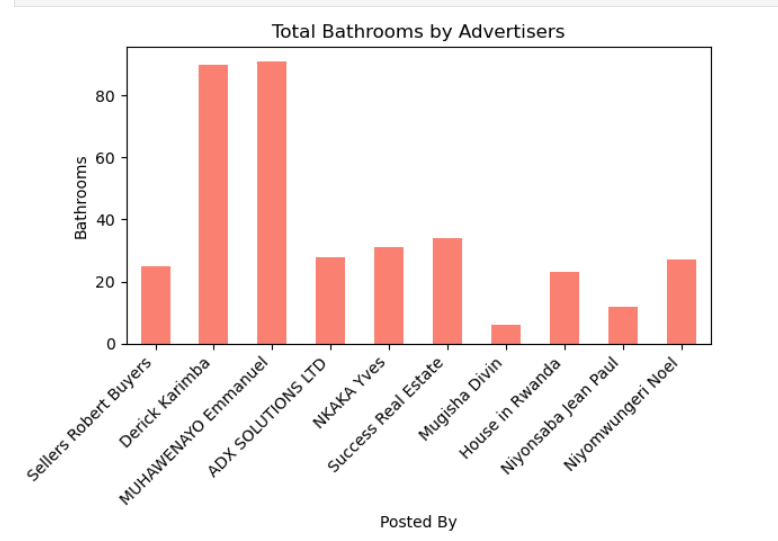 Total Bathrooms by Advertisers
Bathrooms
80
60
40
20
0
Sellers Robert Buyers
Derick Karimba
MUHAWENAYO Emmanuel
ADX SOLUTIONS LTD
NKAKA Yves
Success Real Estate
Mugisha Divin
House in Rwanda
Niyonsaba Jean Paul
Niyomwungeri Noel
Posted By